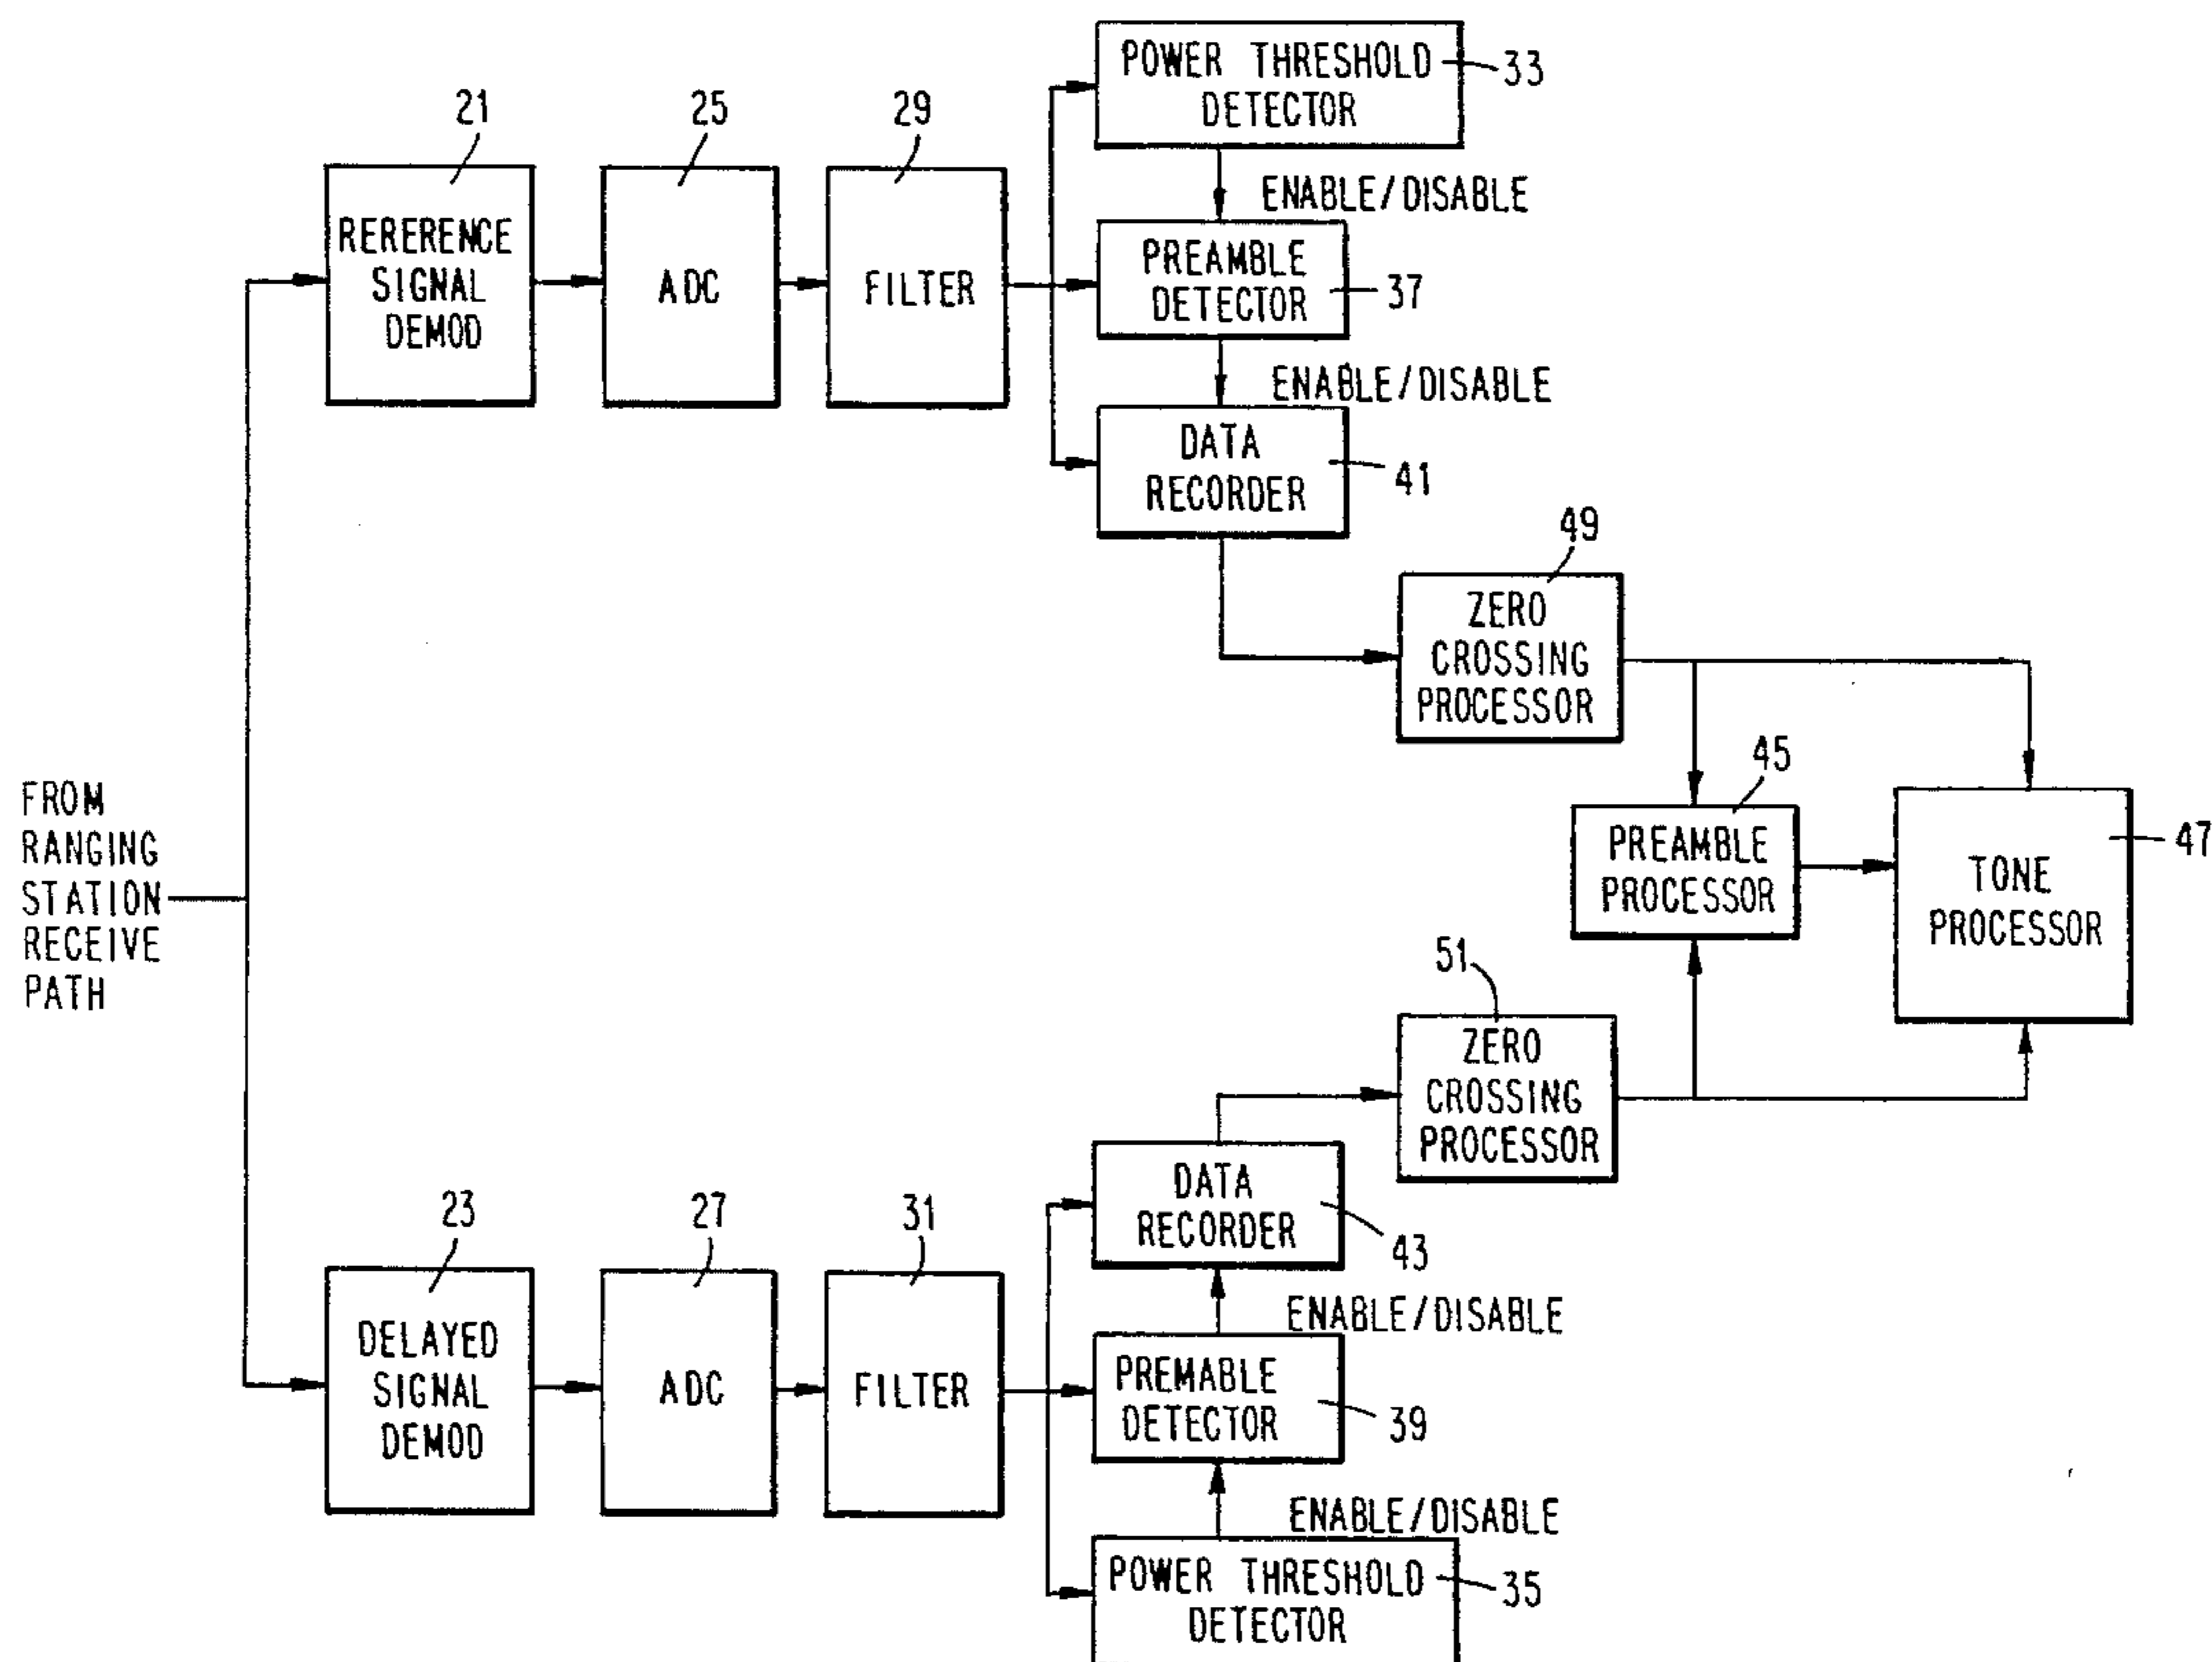 POWER THRESHOLD
DETECTOR
33
21
25
29
ENABLE/DISABLE
RERERENCE
SIGNAL
DEMOD
ADC
FILTER
PREAMBLE
DETECTOR
37
ENABLE/DISABLE
DATA
RECORDER
41
49
ZERO
CROSSING
PROCESSOR
45
FROM
RANGING
STATION
RECEIVE
PATH
PREAMBLE
PROCESSOR
TONE
PROCESSOR
47
51
ZERO
CROSSING
PROCESSOR
23
27
31
DATA
RECORDER
43
ENABLE/DISABLE
DELAYED
SIGNAL
DEMOD
ADC
FILTER
PREMABLE
DETECTOR
39
ENABLE/DISABLE
POWER THRESHOLD
DETECTOR
35